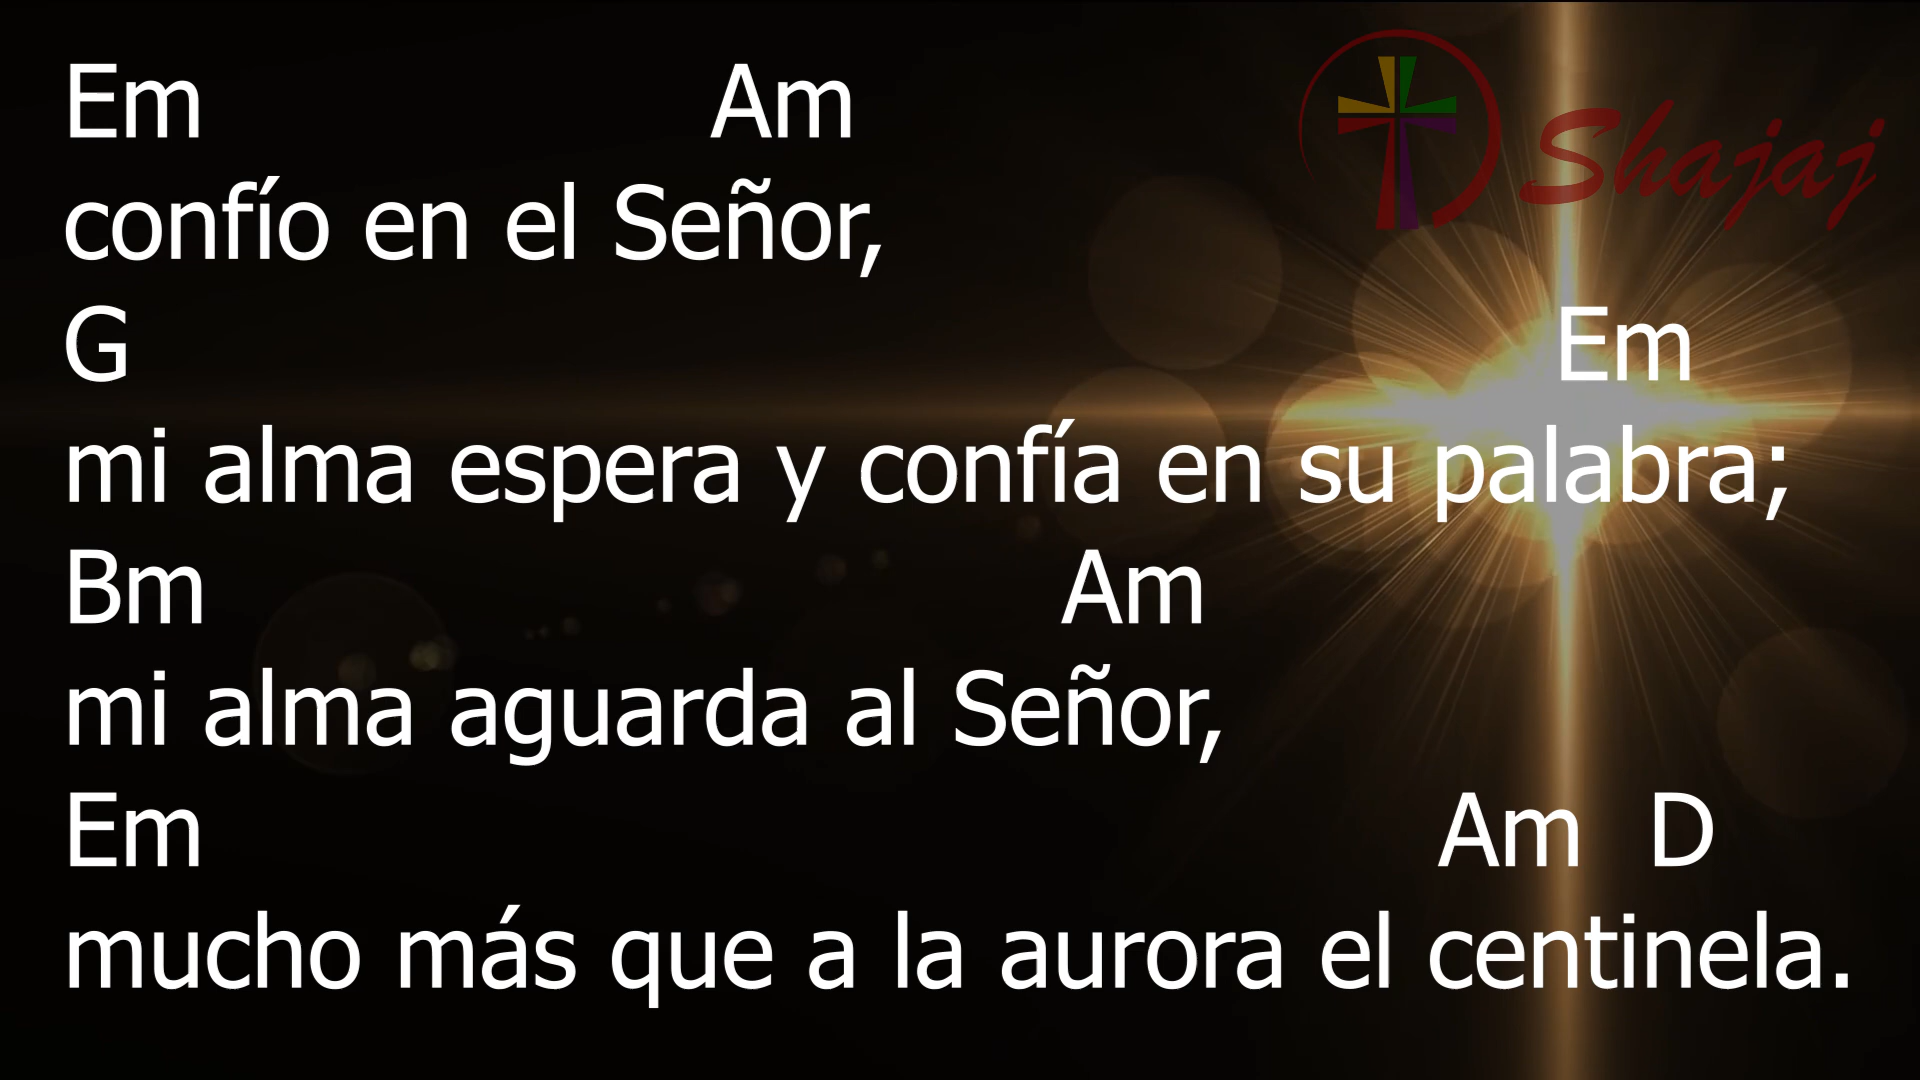 Em Am
Shajaj
confío en el Señor,
G Em
mi alma espera y confía en su palabra;
Bm Am
mi alma aguarda al Señor,
Em Am D
mucho más que a la aurora el centinela.